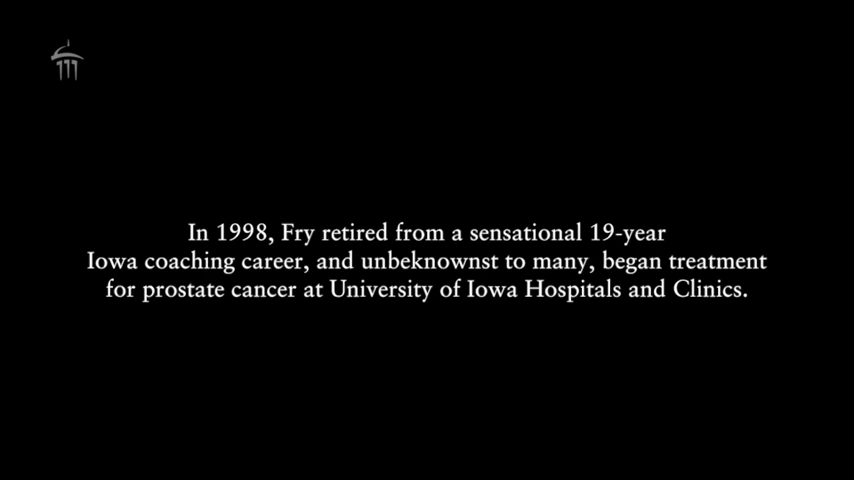 In 1998, Fry retired from a sensational 19-year
Iowa coaching career, and unbeknownst to many, began treatment
for prostate cancer at University of Iowa Hospitals and Clinics.